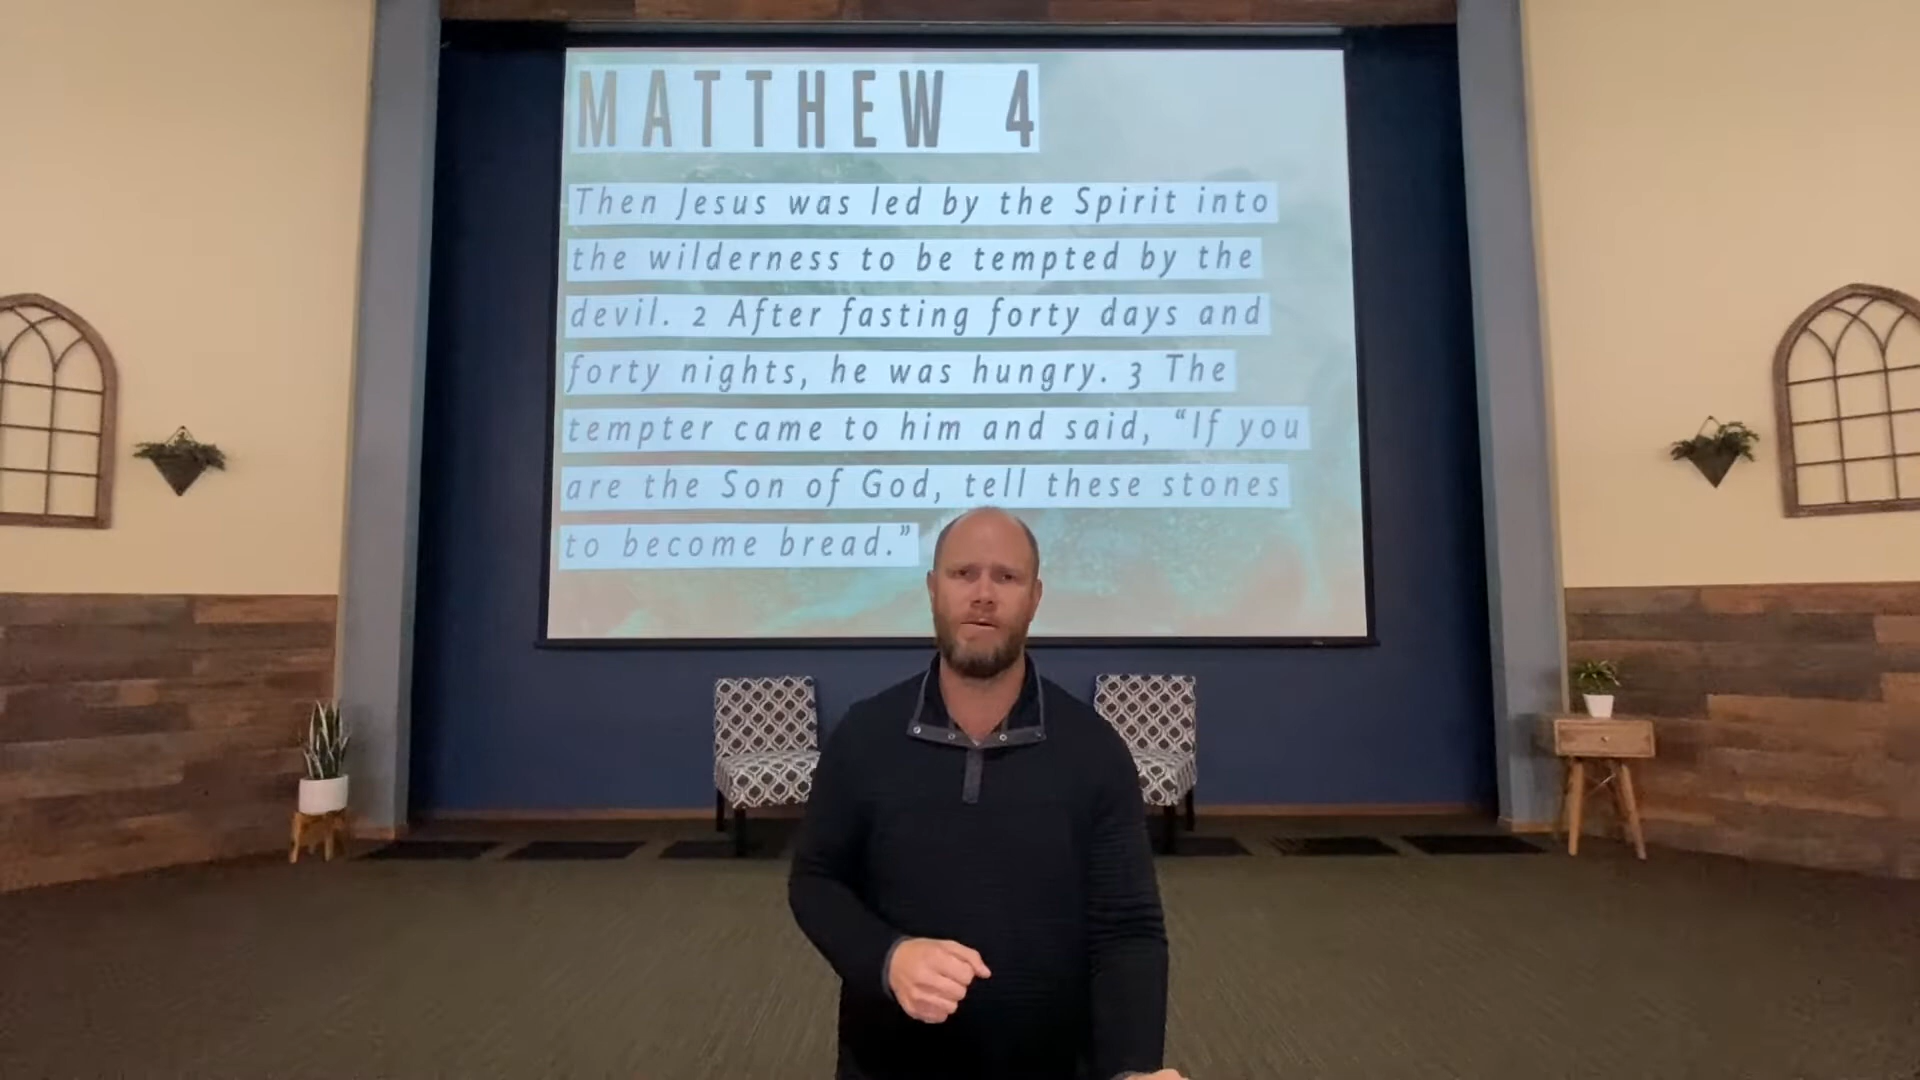 MATTHEW 4
Then Jesus was led by the Spirit into
the wilderness to be tempted by the
devil. 2 After fasting forty days and
forty nights, he was hungry. 3 The
tempter came to him and said, “If you
are the Son of God, tell these stones
to become bread.”